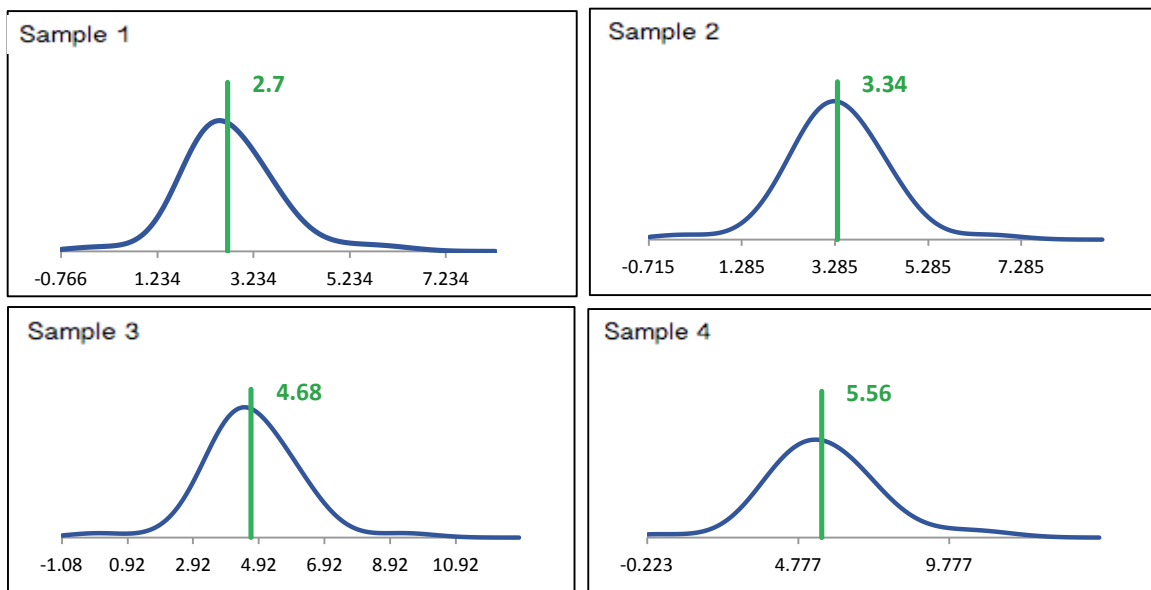 Sample 1
2.7
-0.766 1.234 3.234 5.234 7.234
Sample 2
3.34
-0.715 1.285 3.285 5.285 7.285
Sample 3
4.68
-1.08 0.92 2.92 4.92 6.92 8.92 10.92
Sample 4
5.56
-0.223 4.777 9.777